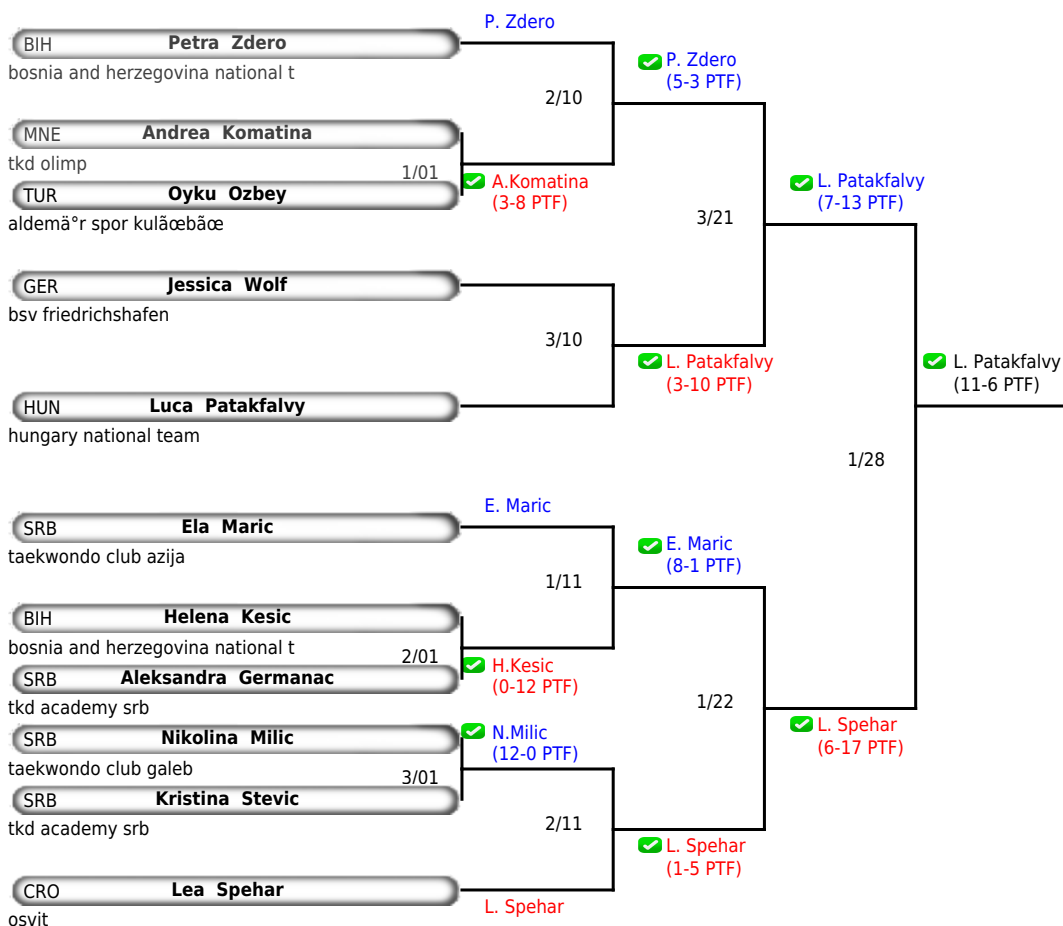 P. Zdero
BIH Petra Zdero
bosnia and herzegovina national t
P. Zdero
(5-3 PTF)
2/10
MNE Andrea Komatina
tkd olimp
1/01
TUR Oyku Ozbey
aldemä°r spor kulãœbãœ
A.Komatina
(3-8 PTF)
L. Patakfalvy
(7-13 PTF)
3/21
GER Jessica Wolf
bsv friedrichshafen
3/10
L. Patakfalvy
(3-10 PTF)
L. Patakfalvy
(11-6 PTF)
HUN Luca Patakfalvy
hungary national team
1/28
E. Maric
SRB Ela Maric
taekwondo club azija
E. Maric
(8-1 PTF)
1/11
BIH Helena Kesic
bosnia and herzegovina national t
2/01
SRB Aleksandra Germanac
tkd academy srb
H.Kesic
(0-12 PTF)
1/22
SRB Nikolina Milic
taekwondo club galeb
N.Milic
(12-0 PTF)
L. Spehar
(6-17 PTF)
3/01
SRB Kristina Stevic
tkd academy srb
2/11
L. Spehar
(1-5 PTF)
CRO Lea Spehar
osvit
L. Spehar